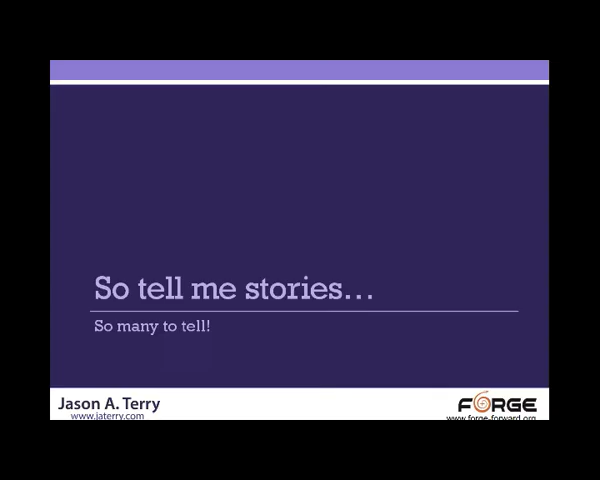 So tell me stories...
So many to tell!
Jason A. Terry
www.jaterry.com
FORGE
www.forge-forward.org